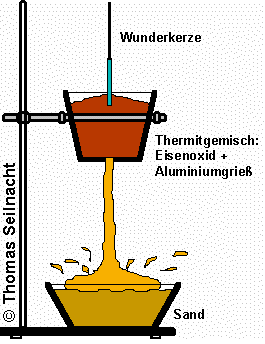 Wunderkerze
Thermitgemisch:
Eisenoxid +
Aluminiumgrieß
Sand
© Thomas Seilnacht